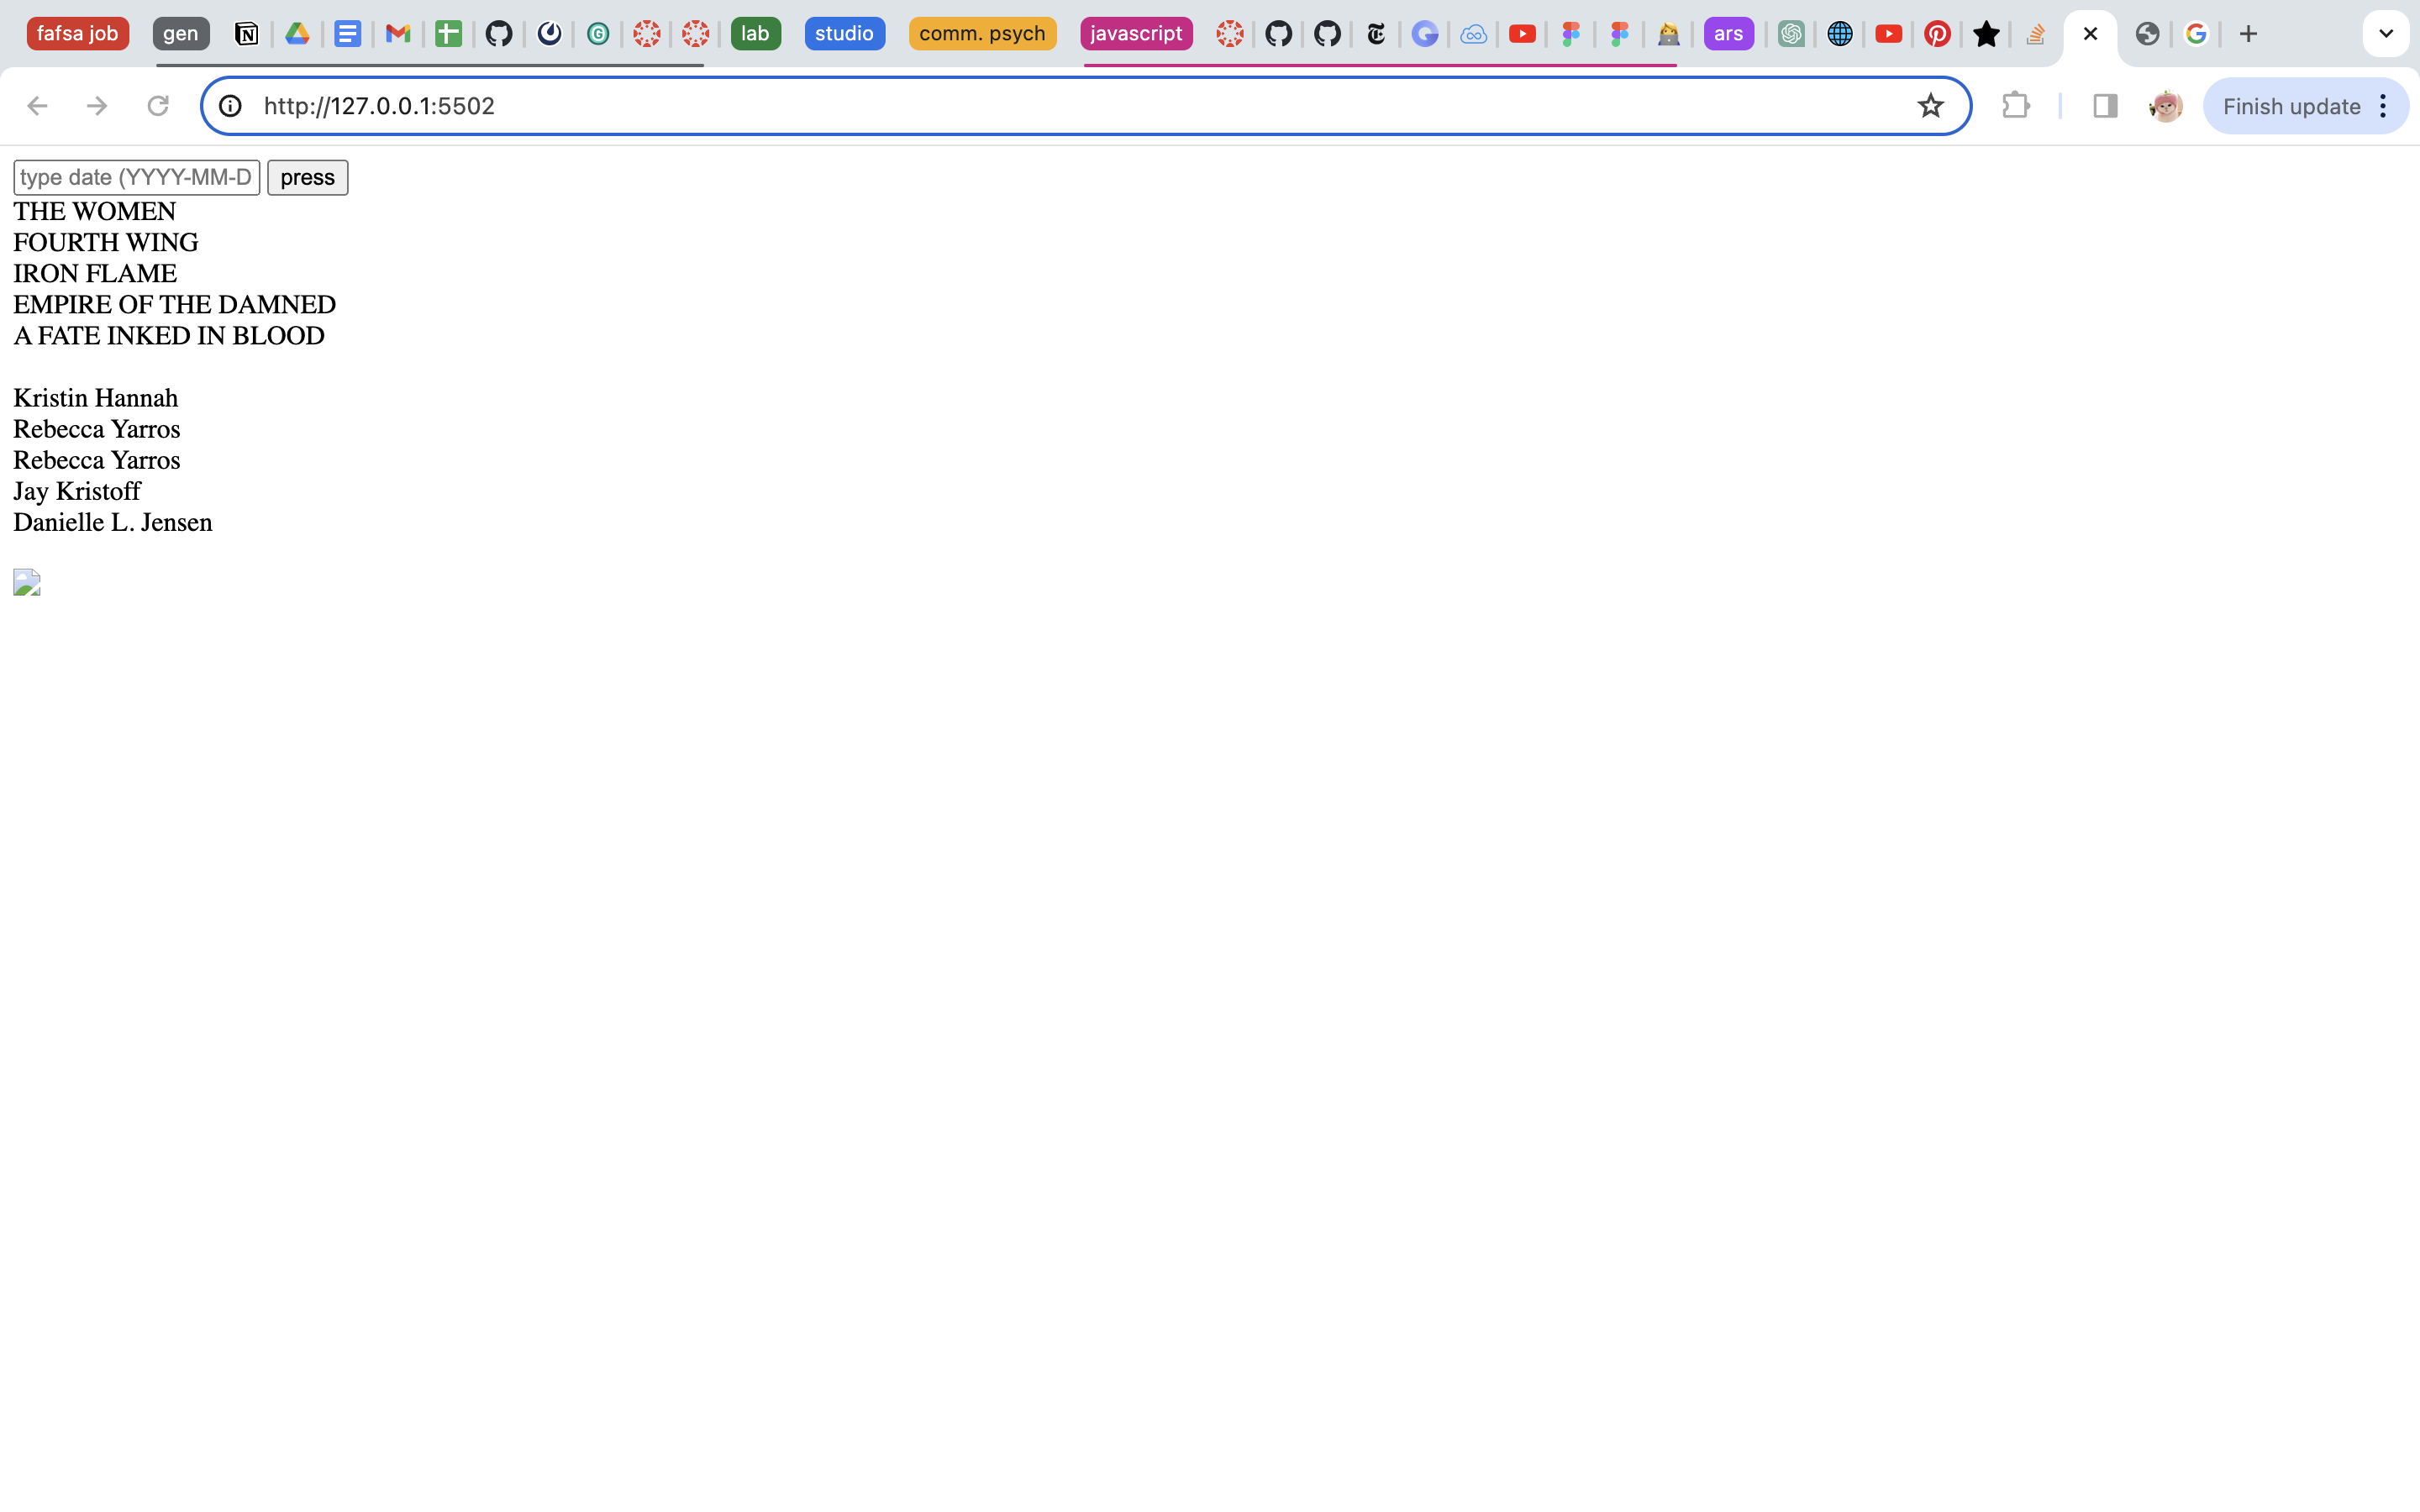 fafsa job gen lab studio comm. psych javascript ars
http://127.0.0.1:5502 Finish update
type date (YYYY-MM-D press
THE WOMEN
FOURTH WING
IRON FLAME
EMPIRE OF THE DAMNED
A FATE INKED IN BLOOD
Kristin Hannah
Rebecca Yarros
Rebecca Yarros
Jay Kristoff
Danielle L. Jensen